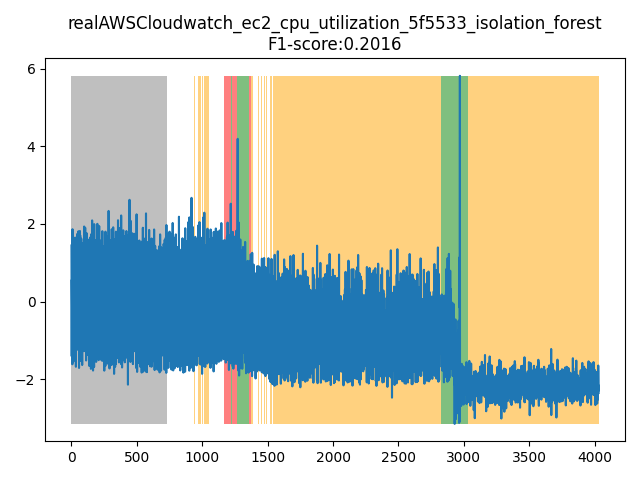 realAWSCloudwatch_ec2_cpu_utilization_5f5533_isolation_forest
F1-score:0.2016
6
4
2
0
−2
0 500 1000 1500 2000 2500 3000 3500 4000